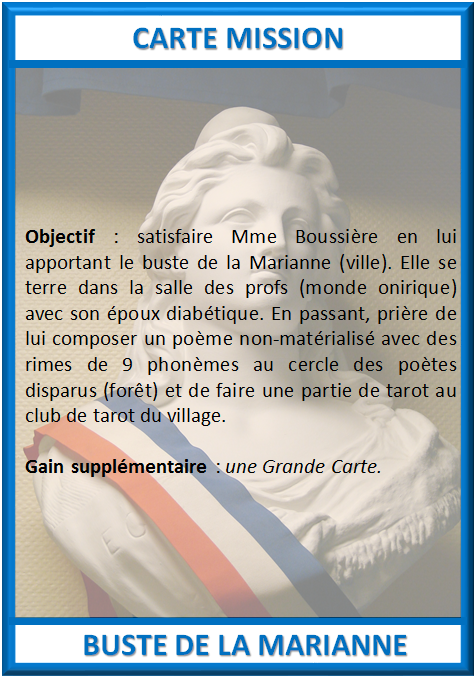 CARTE MISSION
Objectif : satisfaire Mme Boussière en lui
apportant le buste de la Marianne (ville). Elle se
terre dans la salle des profs (monde onirique)
avec son époux diabétique. En passant, prière de
lui composer un poème non-matérialisé avec des
rimes de 9 phonèmes au cercle des poètes
disparus (forêt) et de faire une partie de tarot au
club de tarot du village.
Gain supplémentaire : une Grande Carte.
BUSTE DE LA MARIANNE